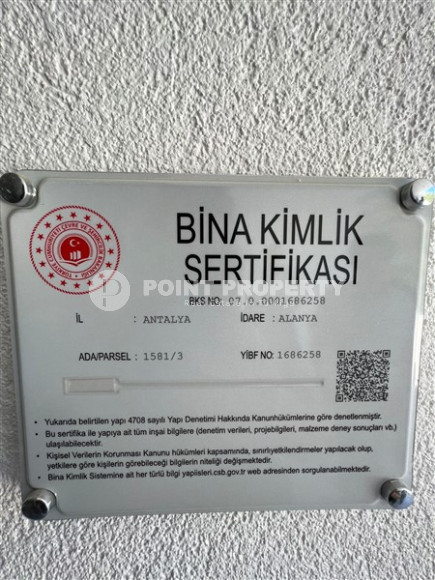 BİNA KİMLİK
SERTİFİKASI
POINT PROPERTY
BKS NO: 07.0.0001686258
İL : ANTALYA İDARE : ALANYA
ADA/PARSEL : 1581/3 YİBF NO: 1686258
• Yukarıda belirtilen yapı 4708 sayılı Yapı Denetimi Hakkında Kanunhükümlerine göre denetlenmiştir.
• Bu sertifika ile yapıya ait tüm inşai bilgilere (denetim verileri, projebilgileri, malzeme deney sonuçları vb.)
ulaşılabilecektir.
• Kişisel Verilerin Korunması Kanunu hükümleri kapsamında, sınırlıyetkilendirmeler yapılacak olup,
yetkilere göre kişilerin görebileceği bilgilerin niteliği değişmektedir.
• Bina Kimlik Sistemine ait her türlü bilgi yapiisleri.csb.gov.tr web adresinden sorgulanabilmektedir.